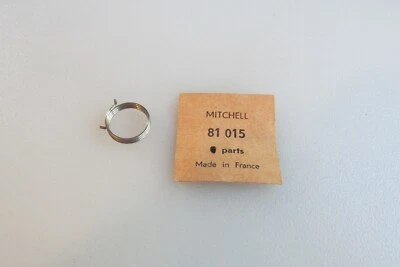 MITCHELL
81 015
parts
Made in France